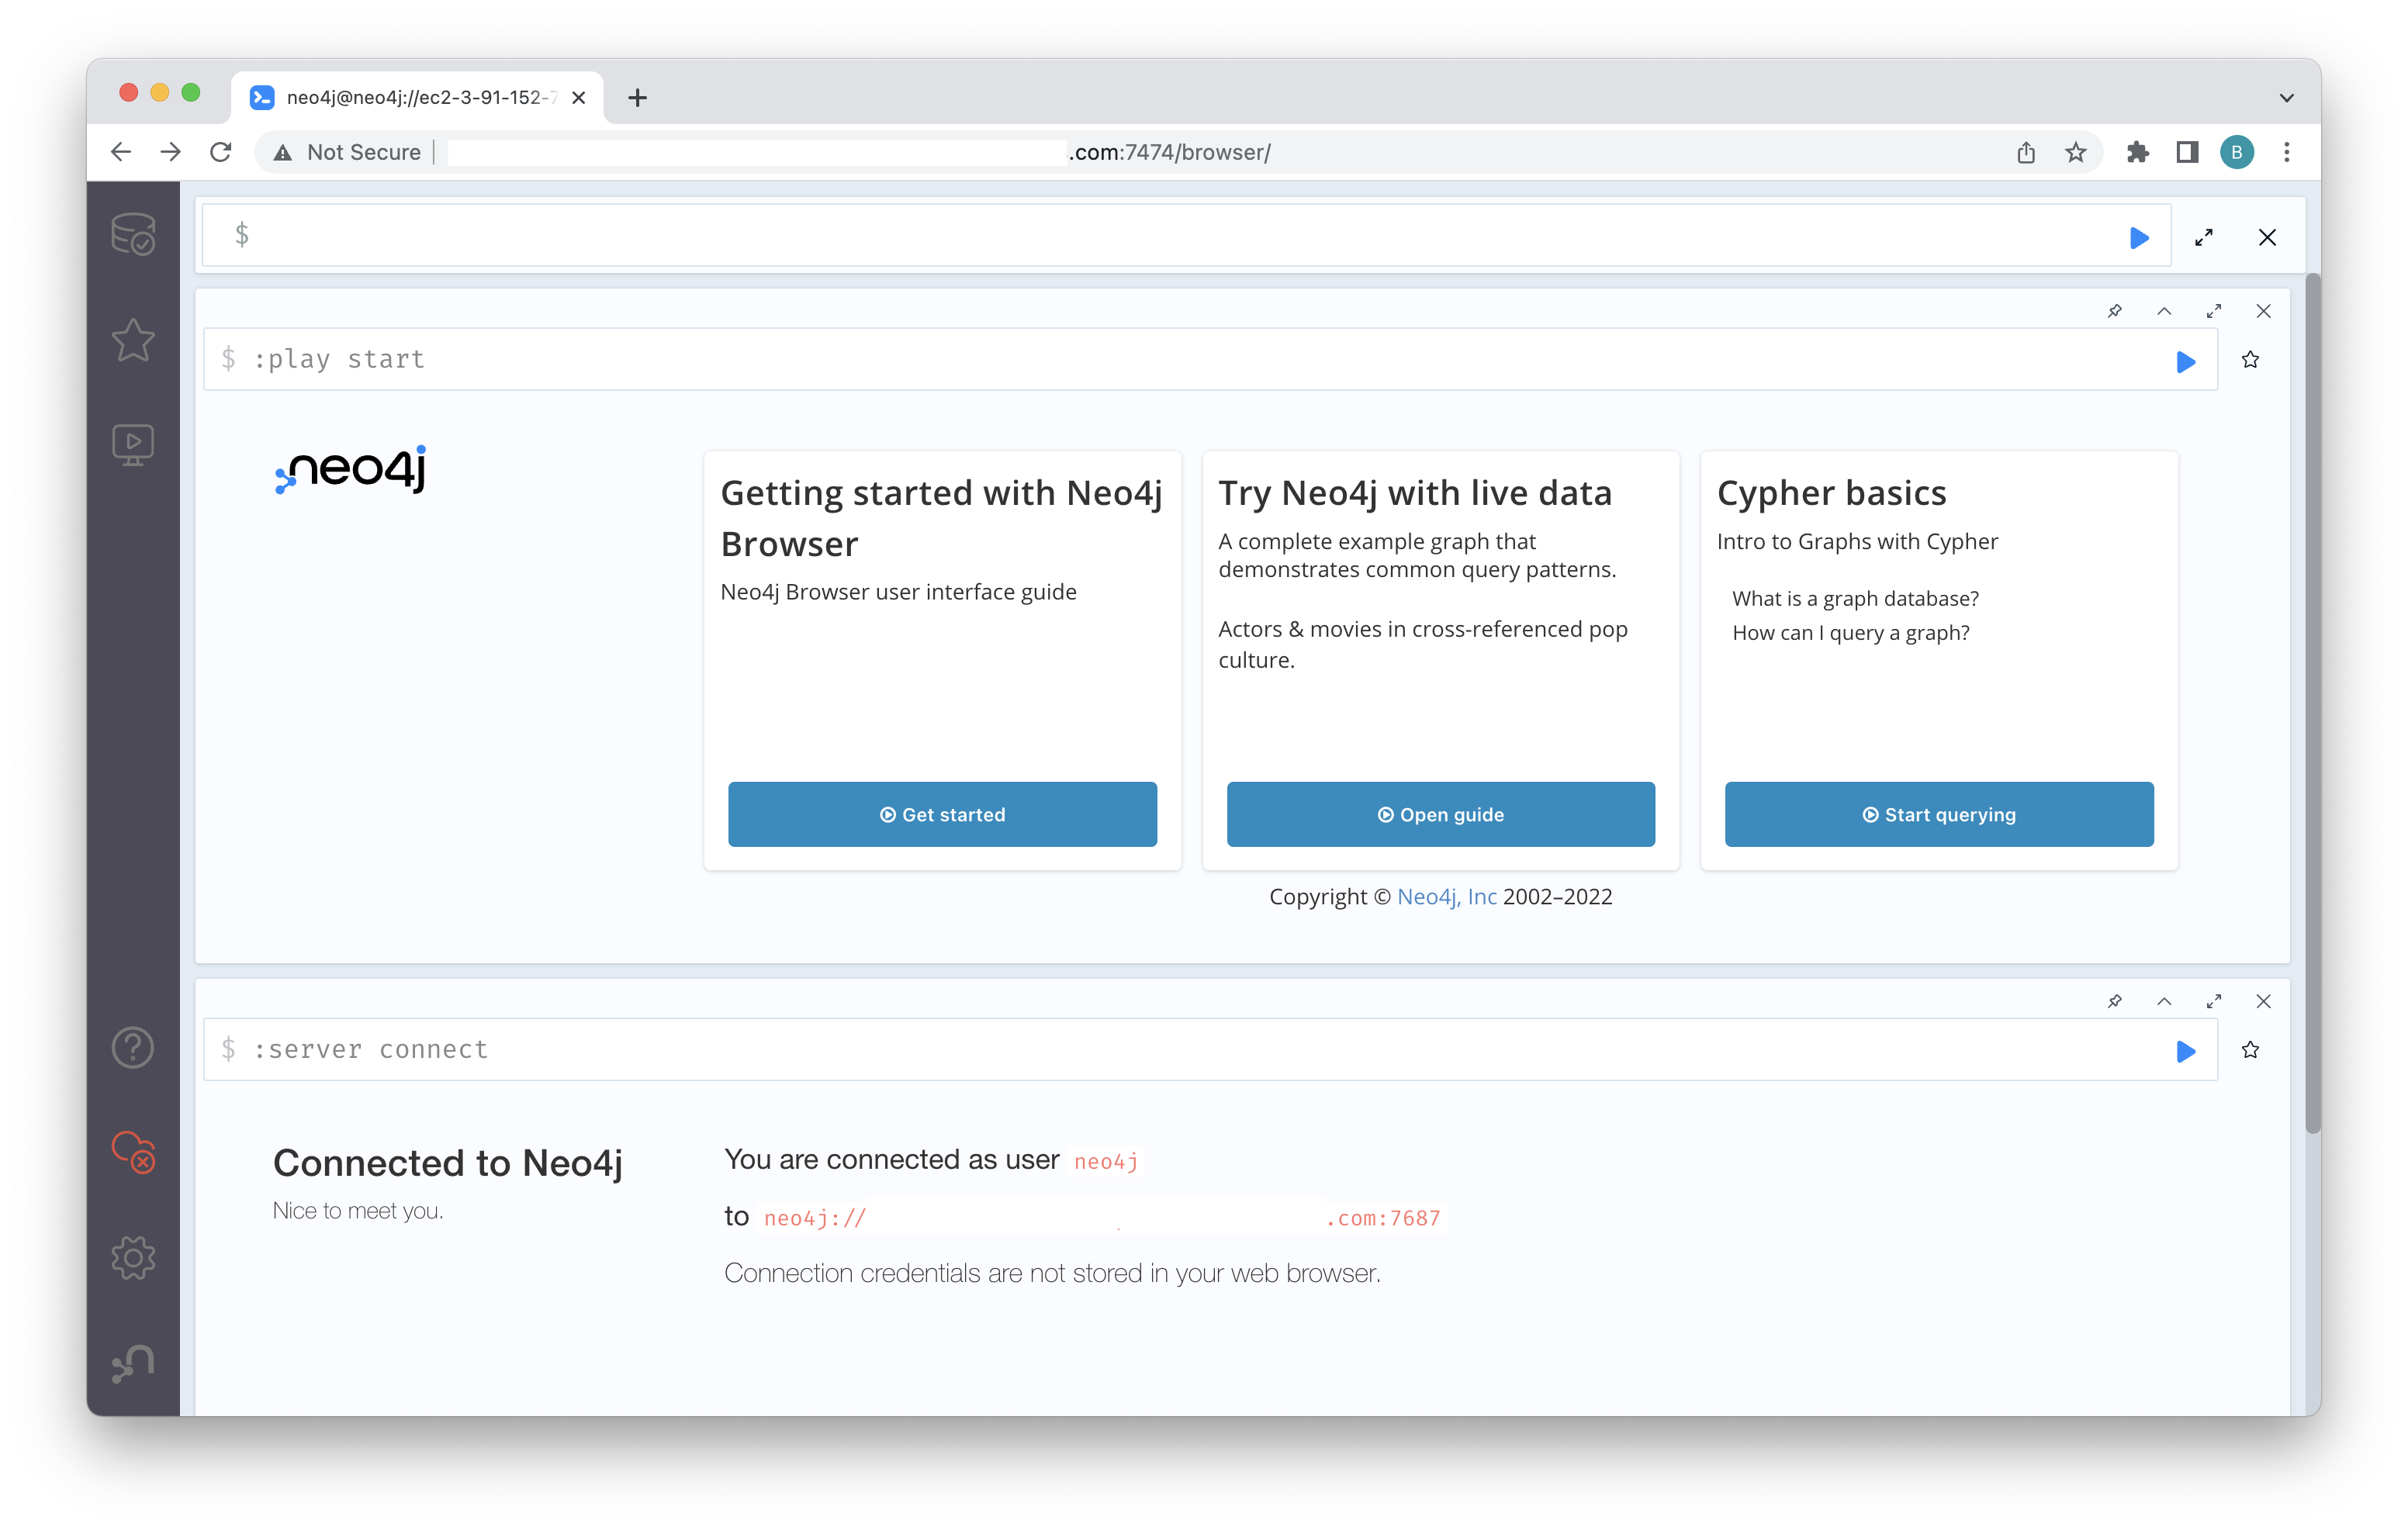 neo4j@neo4j://ec2-3-91-152-7
Not Secure
.com:7474/browser/
$
$ :play start
neo4j
Getting started with Neo4j
Browser
Neo4j Browser user interface guide
Get started
Try Neo4j with live data
A complete example graph that
demonstrates common query patterns.
Actors & movies in cross-referenced pop
culture.
Open guide
Cypher basics
Intro to Graphs with Cypher
What is a graph database?
How can I query a graph?
Start querying
Copyright © Neo4j, Inc 2002–2022
$ :server connect
Connected to Neo4j
Nice to meet you.
You are connected as user neo4j
to neo4j:// .com:7687
Connection credentials are not stored in your web browser.
B